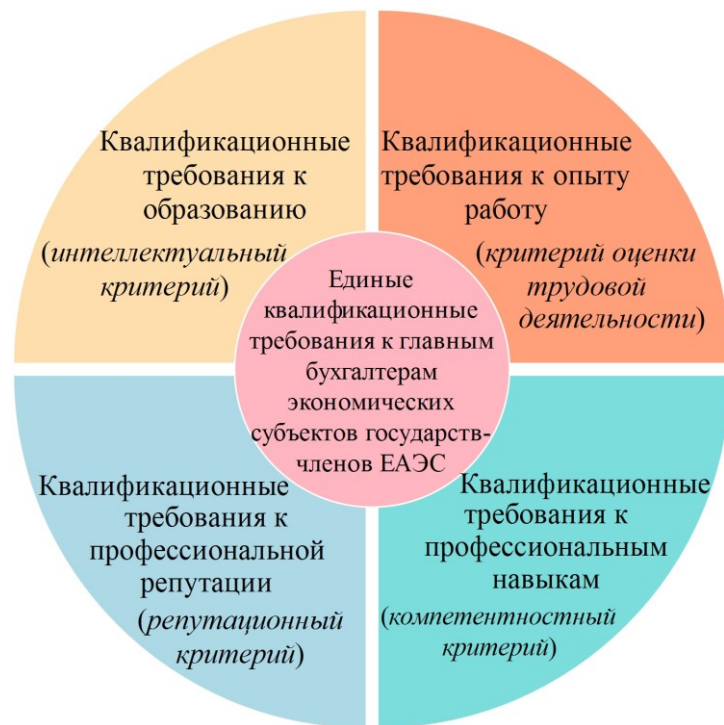 Квалификационные
требования к
образованию
(интеллектуальный
критерий)
Квалификационные
требования к опыту
работу
(критерий оценки
трудовой
деятельности)
Единые
квалификационные
требования к главным
бухгалтерам
экономических
субъектов государств-
членов ЕАЭС
Квалификационные
требования к
профессиональной
репутации
(репутационный
критерий)
Квалификационные
требования к
профессиональным
навыкам
(компетентностный
критерий)